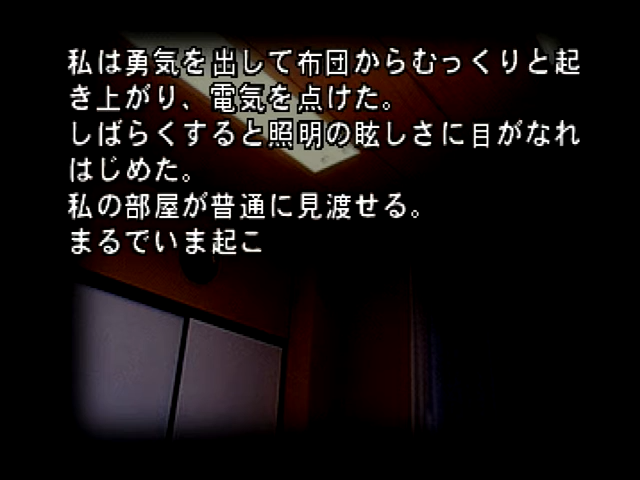 私は勇気を出して布団からむっくりと起
き上がり、電気を点けた。
しばらくすると照明の眩しさに目がなれ
はじめた。
私の部屋が普通に見渡せる。
まるでいま起こ